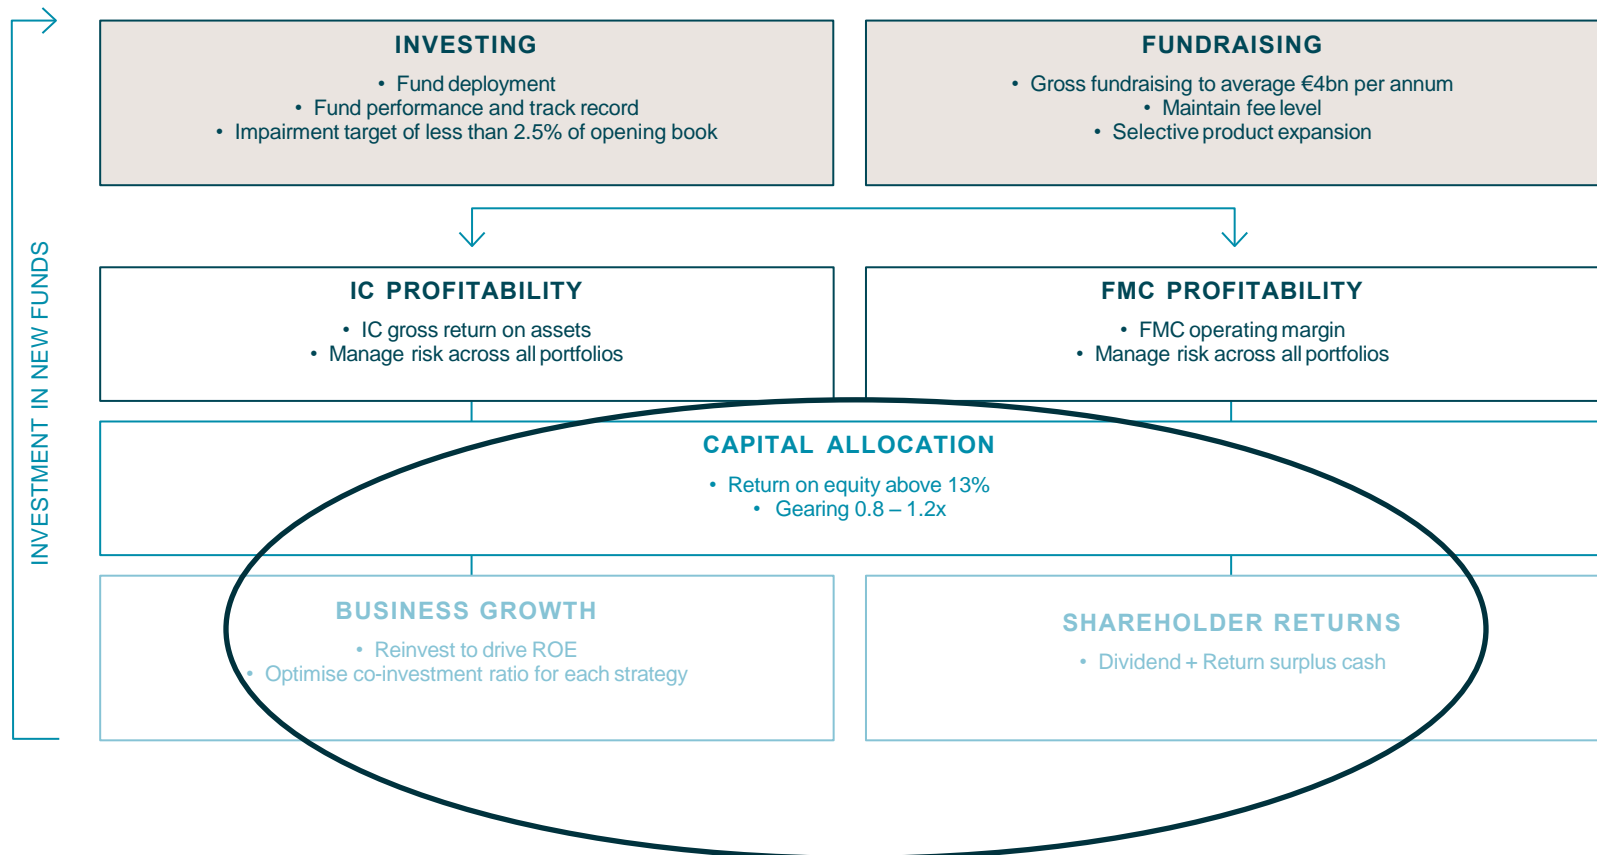 INVESTING
• Fund deployment
• Fund performance and track record
• Impairment target of less than 2.5% of opening book
FUNDRAISING
• Gross fundraising to average €4bn per annum
• Maintain fee level
• Selective product expansion
INVESTMENT IN NEW FUNDS
IC PROFITABILITY
• IC gross return on assets
• Manage risk across all portfolios
FMC PROFITABILITY
• FMC operating margin
• Manage risk across all portfolios
CAPITAL ALLOCATION
• Return on equity above 13%
• Gearing 0.8 – 1.2x
BUSINESS GROWTH
• Reinvest to drive ROE
• Optimise co-investment ratio for each strategy
SHAREHOLDER RETURNS
• Dividend + Return surplus cash